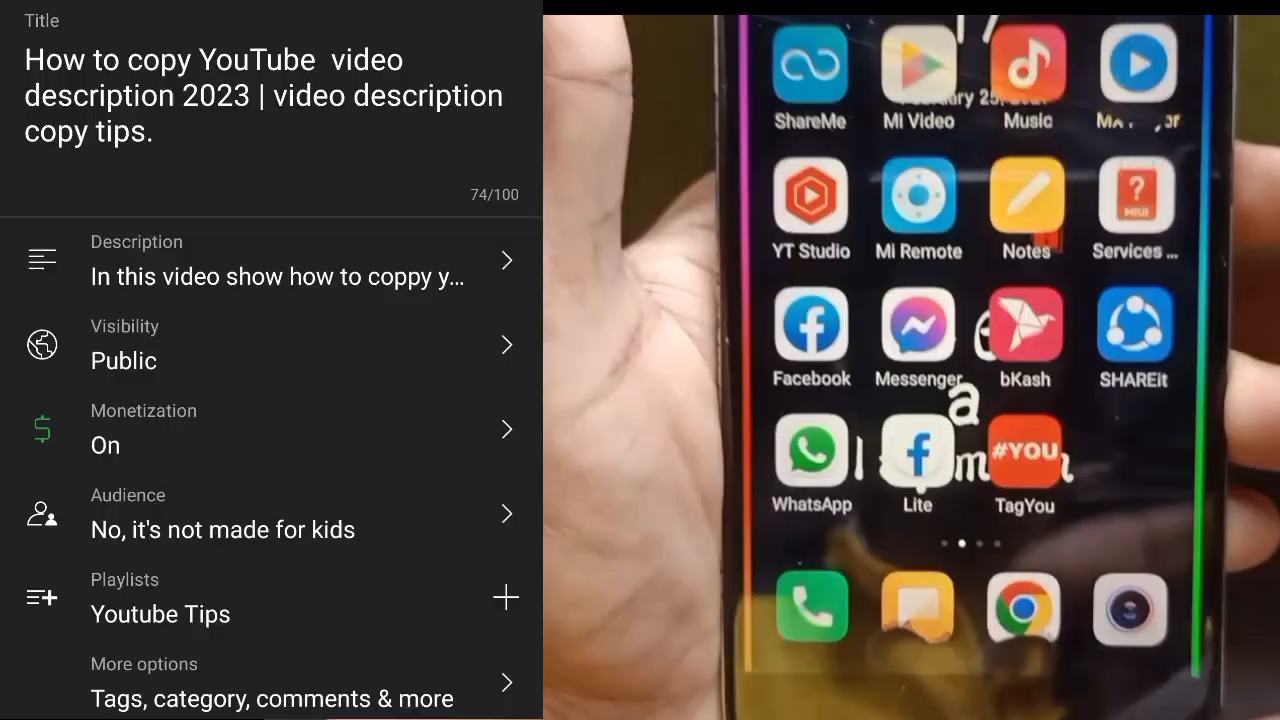 Title
How to copy YouTube video
description 2023 | video description
copy tips.
74/100
Description
In this video show how to coppy y...
Visibility
Public
Monetization
On
Audience
No, it's not made for kids
Playlists
Youtube Tips
More options
Tags, category, comments & more
ShareMe Mi Video Music
YT Studio Mi Remote Notes Services ...
MIUI
Facebook Messenger bKash SHAREit
a
#YOU
WhatsApp Lite TagYou